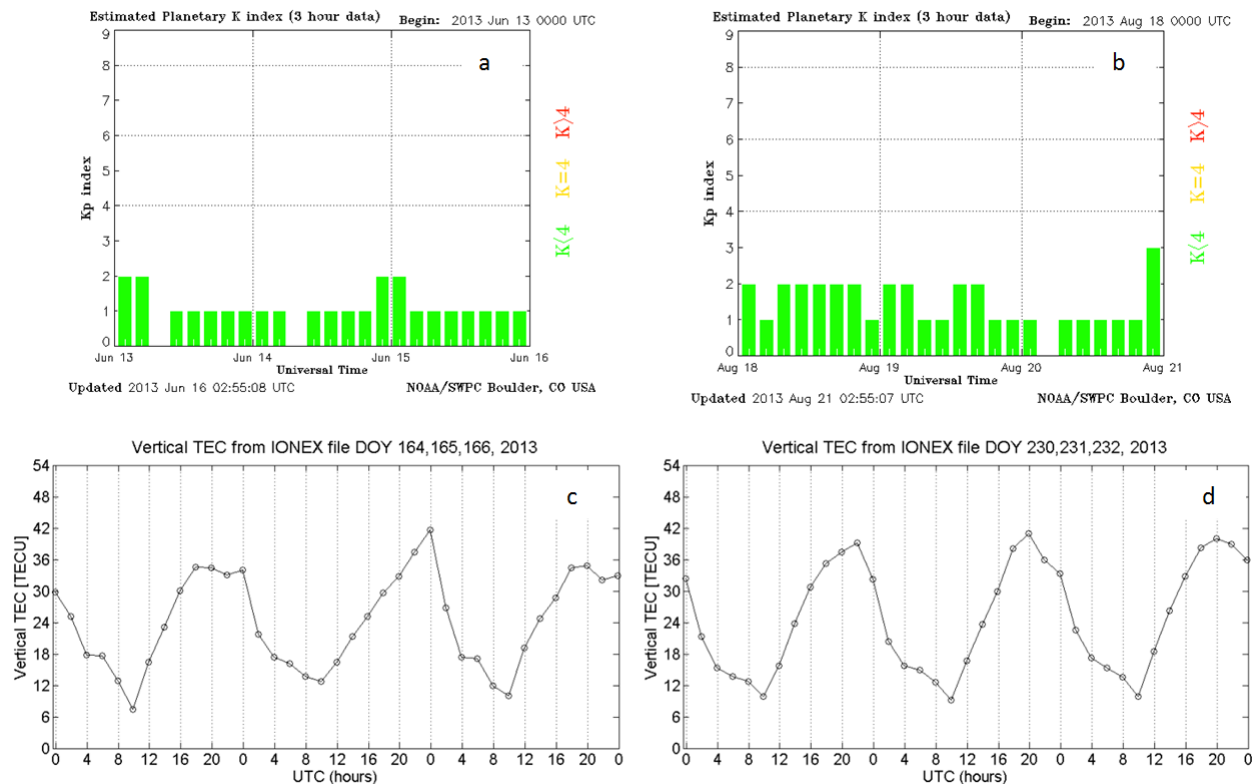 Estimated Planetary K index (3 hour data) Begin: 2013 Jun 13 0000 UTC
9
8
7
6
5
4
3
2
1
0
Kp index
a
K<4 K=4 K>4
Jun 13 Jun 14 Jun 15 Jun 16
Universal Time
Updated 2013 Jun 16 02:55:08 UTC NOAA/SWPC Boulder, CO USA
Estimated Planetary K index (3 hour data) Begin: 2013 Aug 18 0000 UTC
9
8
7
6
5
4
3
2
1
0
Kp index
b
K<4 K=4 K>4
Aug 18 Aug 19 Aug 20 Aug 21
Universal Time
Updated 2013 Aug 21 02:55:07 UTC NOAA/SWPC Boulder, CO USA
Vertical TEC from IONEX file DOY 164,165,166, 2013
54
48
42
36
30
24
18
12
6
0
Vertical TEC [TECU]
c
0 4 8 12 16 20 0 4 8 12 16 20 0 4 8 12 16 20 0
UTC (hours)
Vertical TEC from IONEX file DOY 230,231,232, 2013
54
48
42
36
30
24
18
12
6
0
Vertical TEC [TECU]
d
0 4 8 12 16 20 0 4 8 12 16 20 0 4 8 12 16 20 0
UTC (hours)